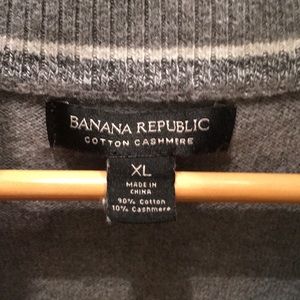 BANANA REPUBLIC
COTTON CASHMERE
XL
MADE IN
CHINA
90% Cotton
10% Cashmere